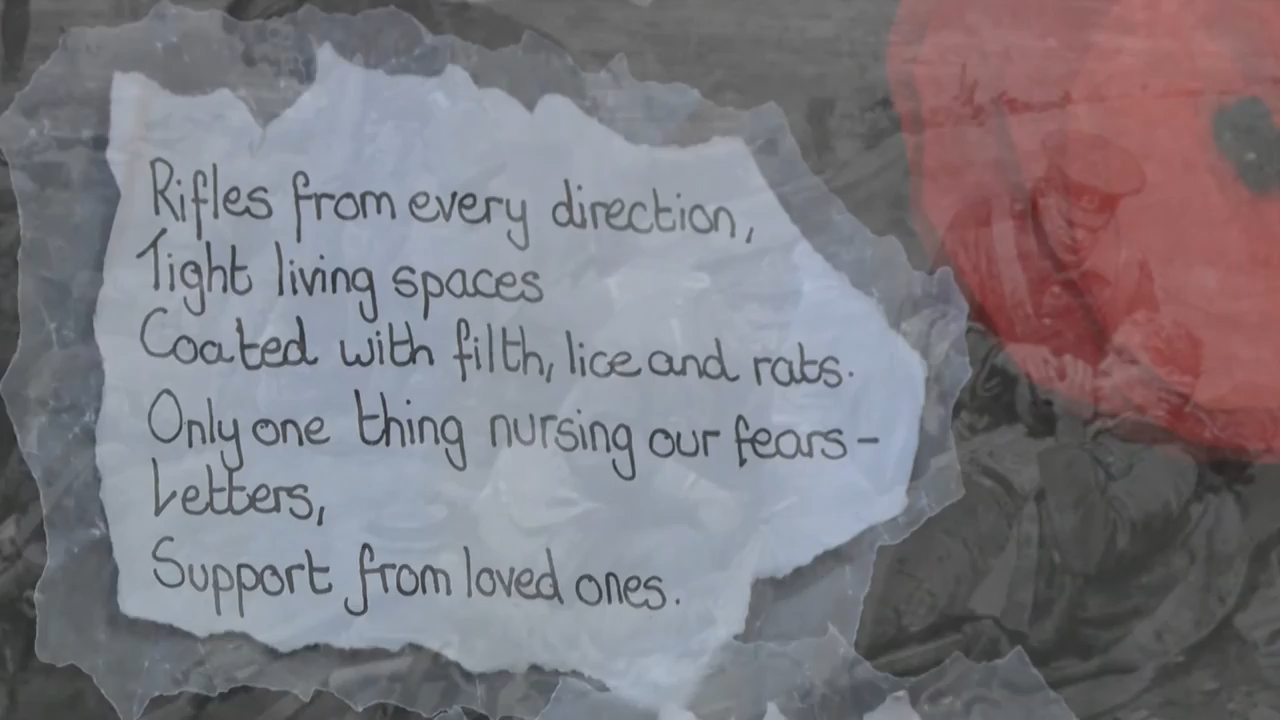 Rifles from every direction,
Tight living spaces
Coated with filth, lice and rats.
Only one thing nursing our fears-
Letters,
Support from loved ones.